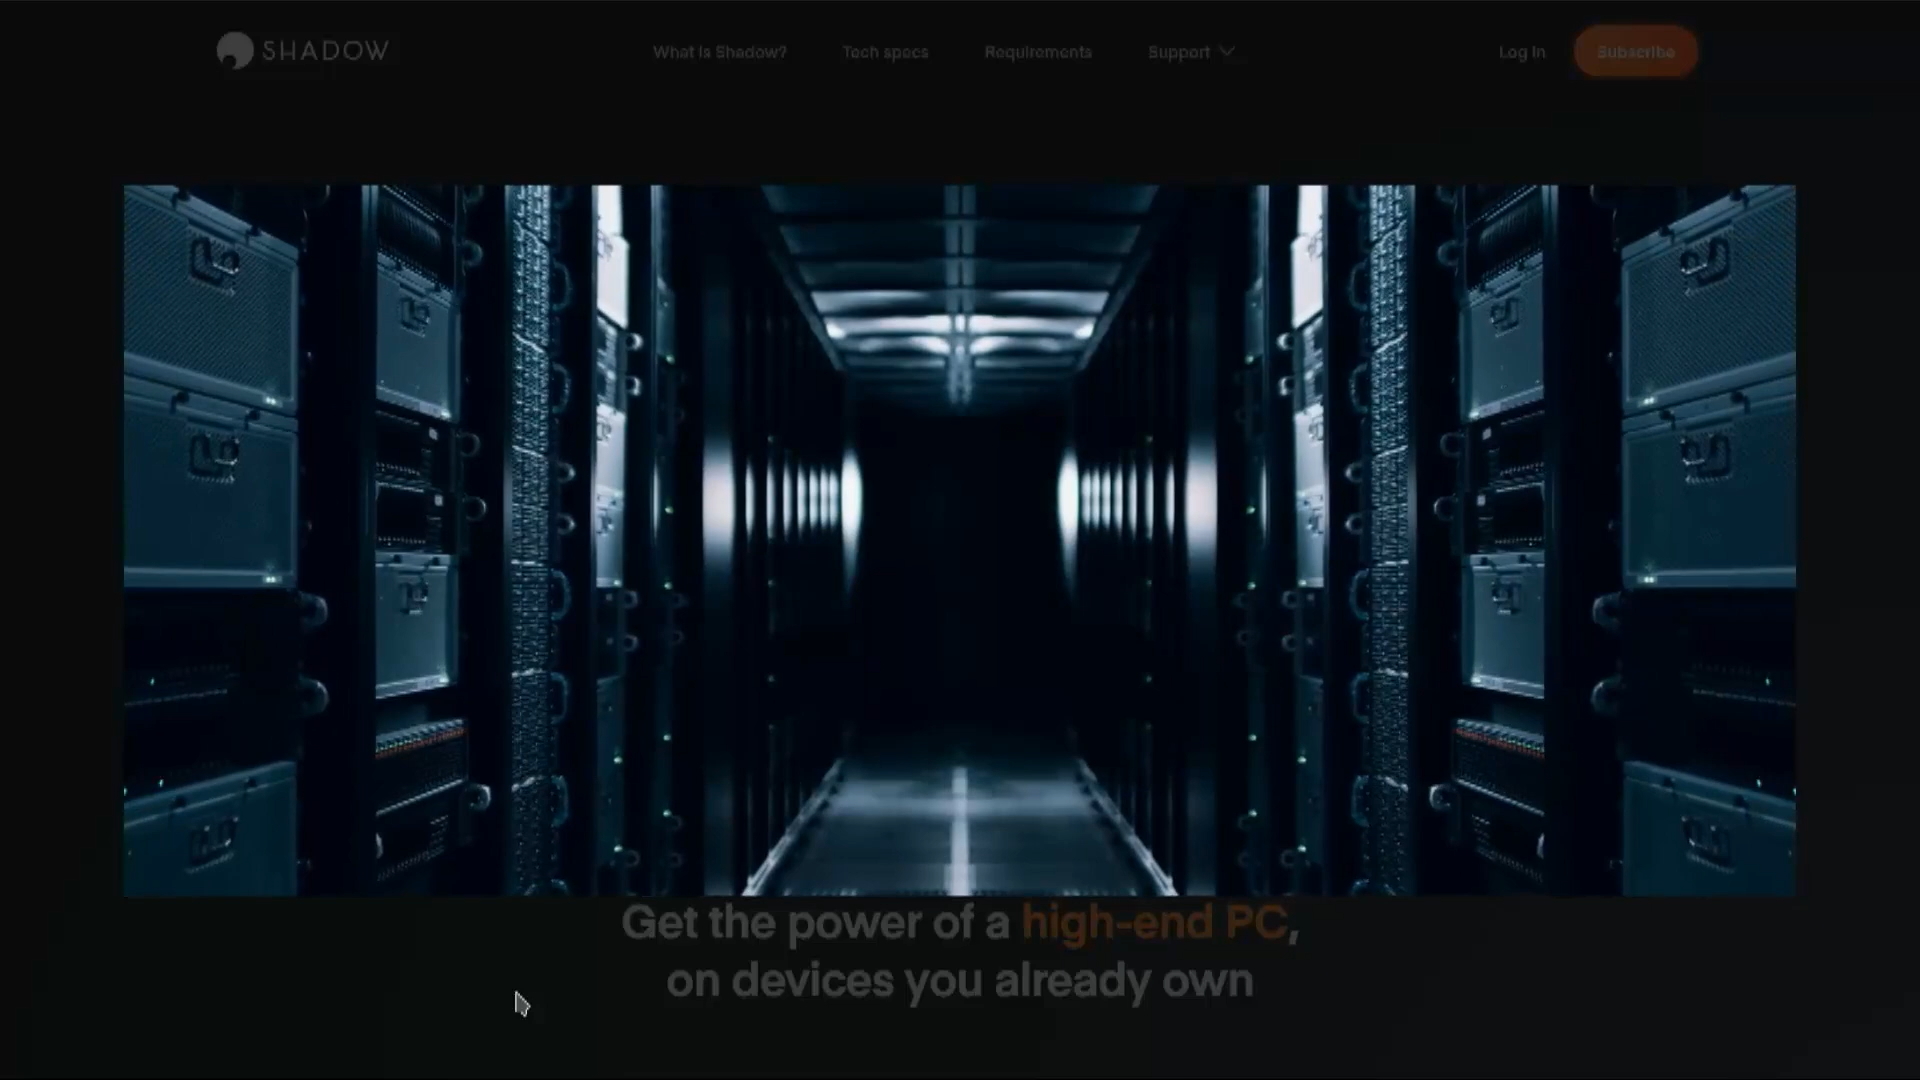 SHADOW
What is Shadow?
Tech specs
Requirements
Support
Log In
Subscribe
Get the power of a high-end PC,
on devices you already own